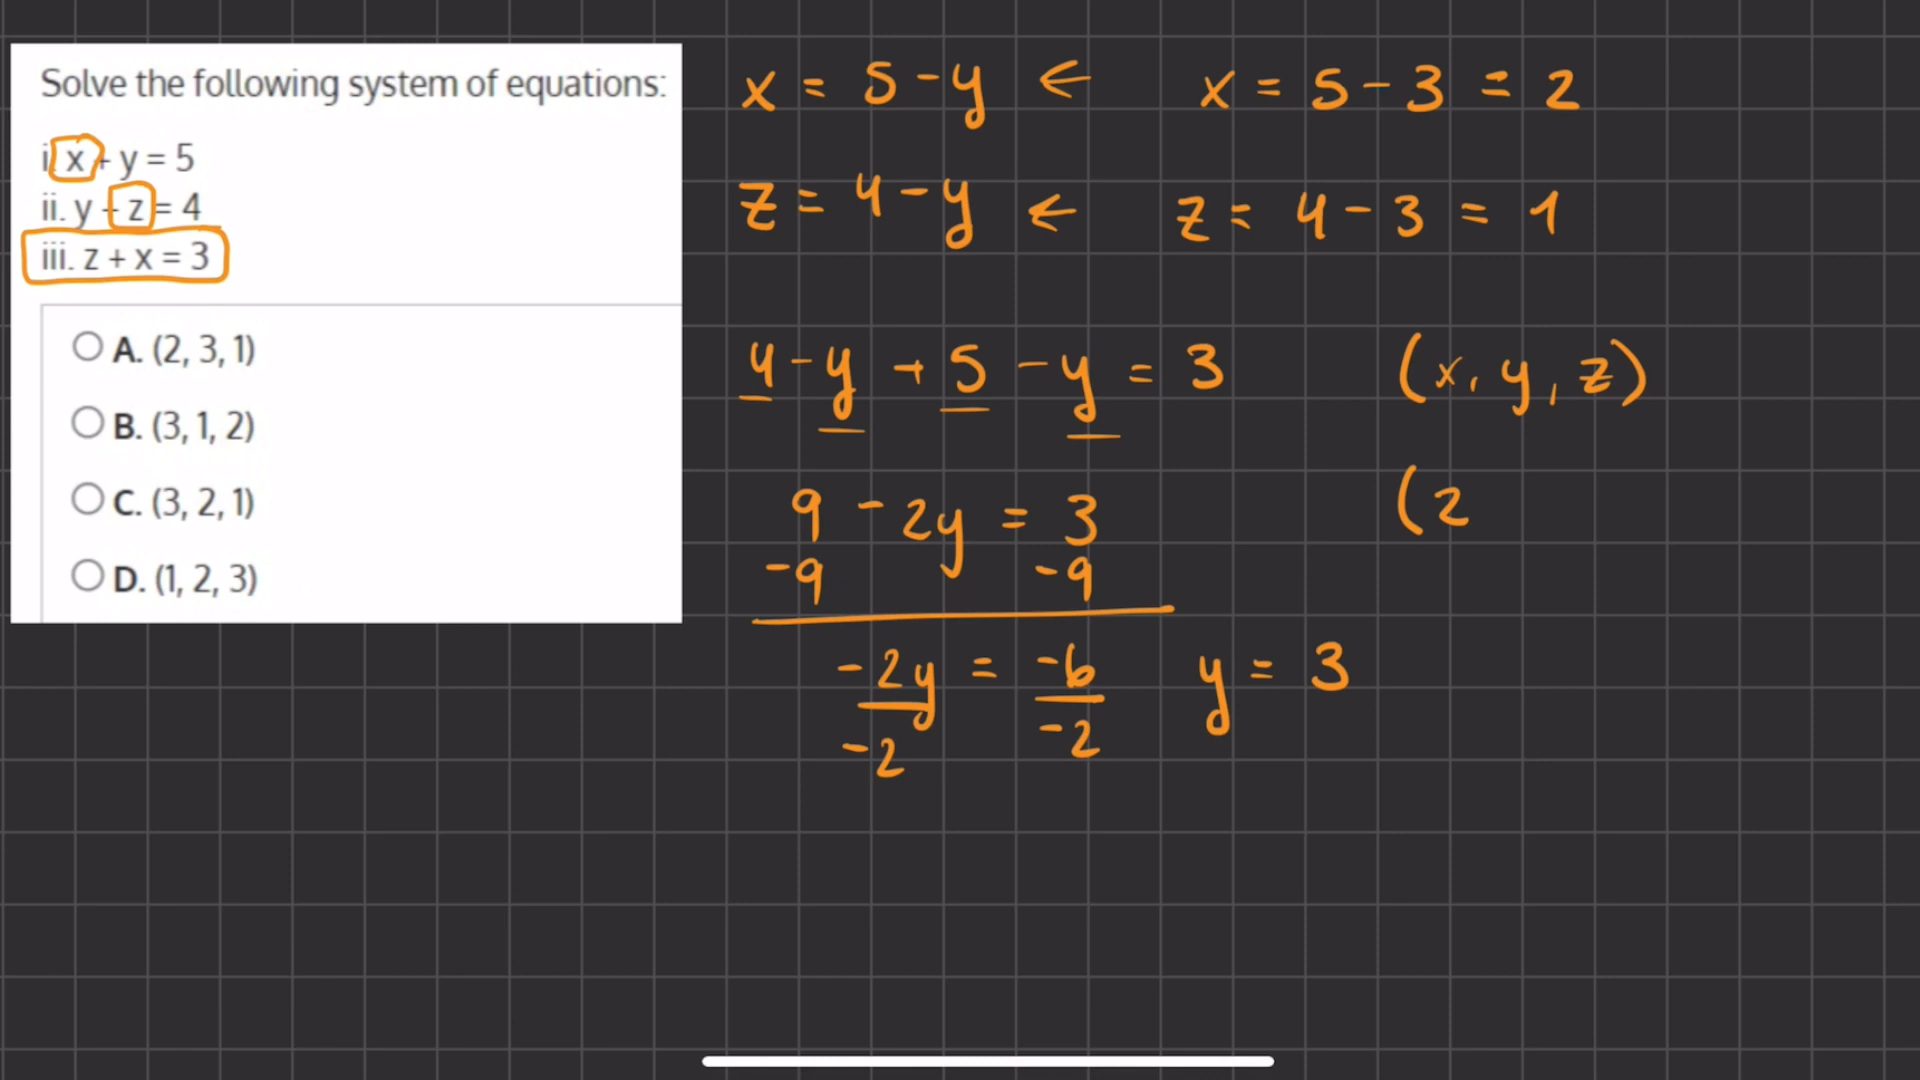 Solve the following system of equations:
i. x + y = 5
ii. y + z = 4
iii. z + x = 3
A. (2, 3, 1)
B. (3, 1, 2)
C. (3, 2, 1)
D. (1, 2, 3)
x = 5 - y ← x = 5 - 3 = 2
z = 4 - y ← z = 4 - 3 = 1
4 - y + 5 - y = 3
(x, y, z)
9 - 2y = 3
(2
-9 -9
-2y = -6 y = 3
-2 -2